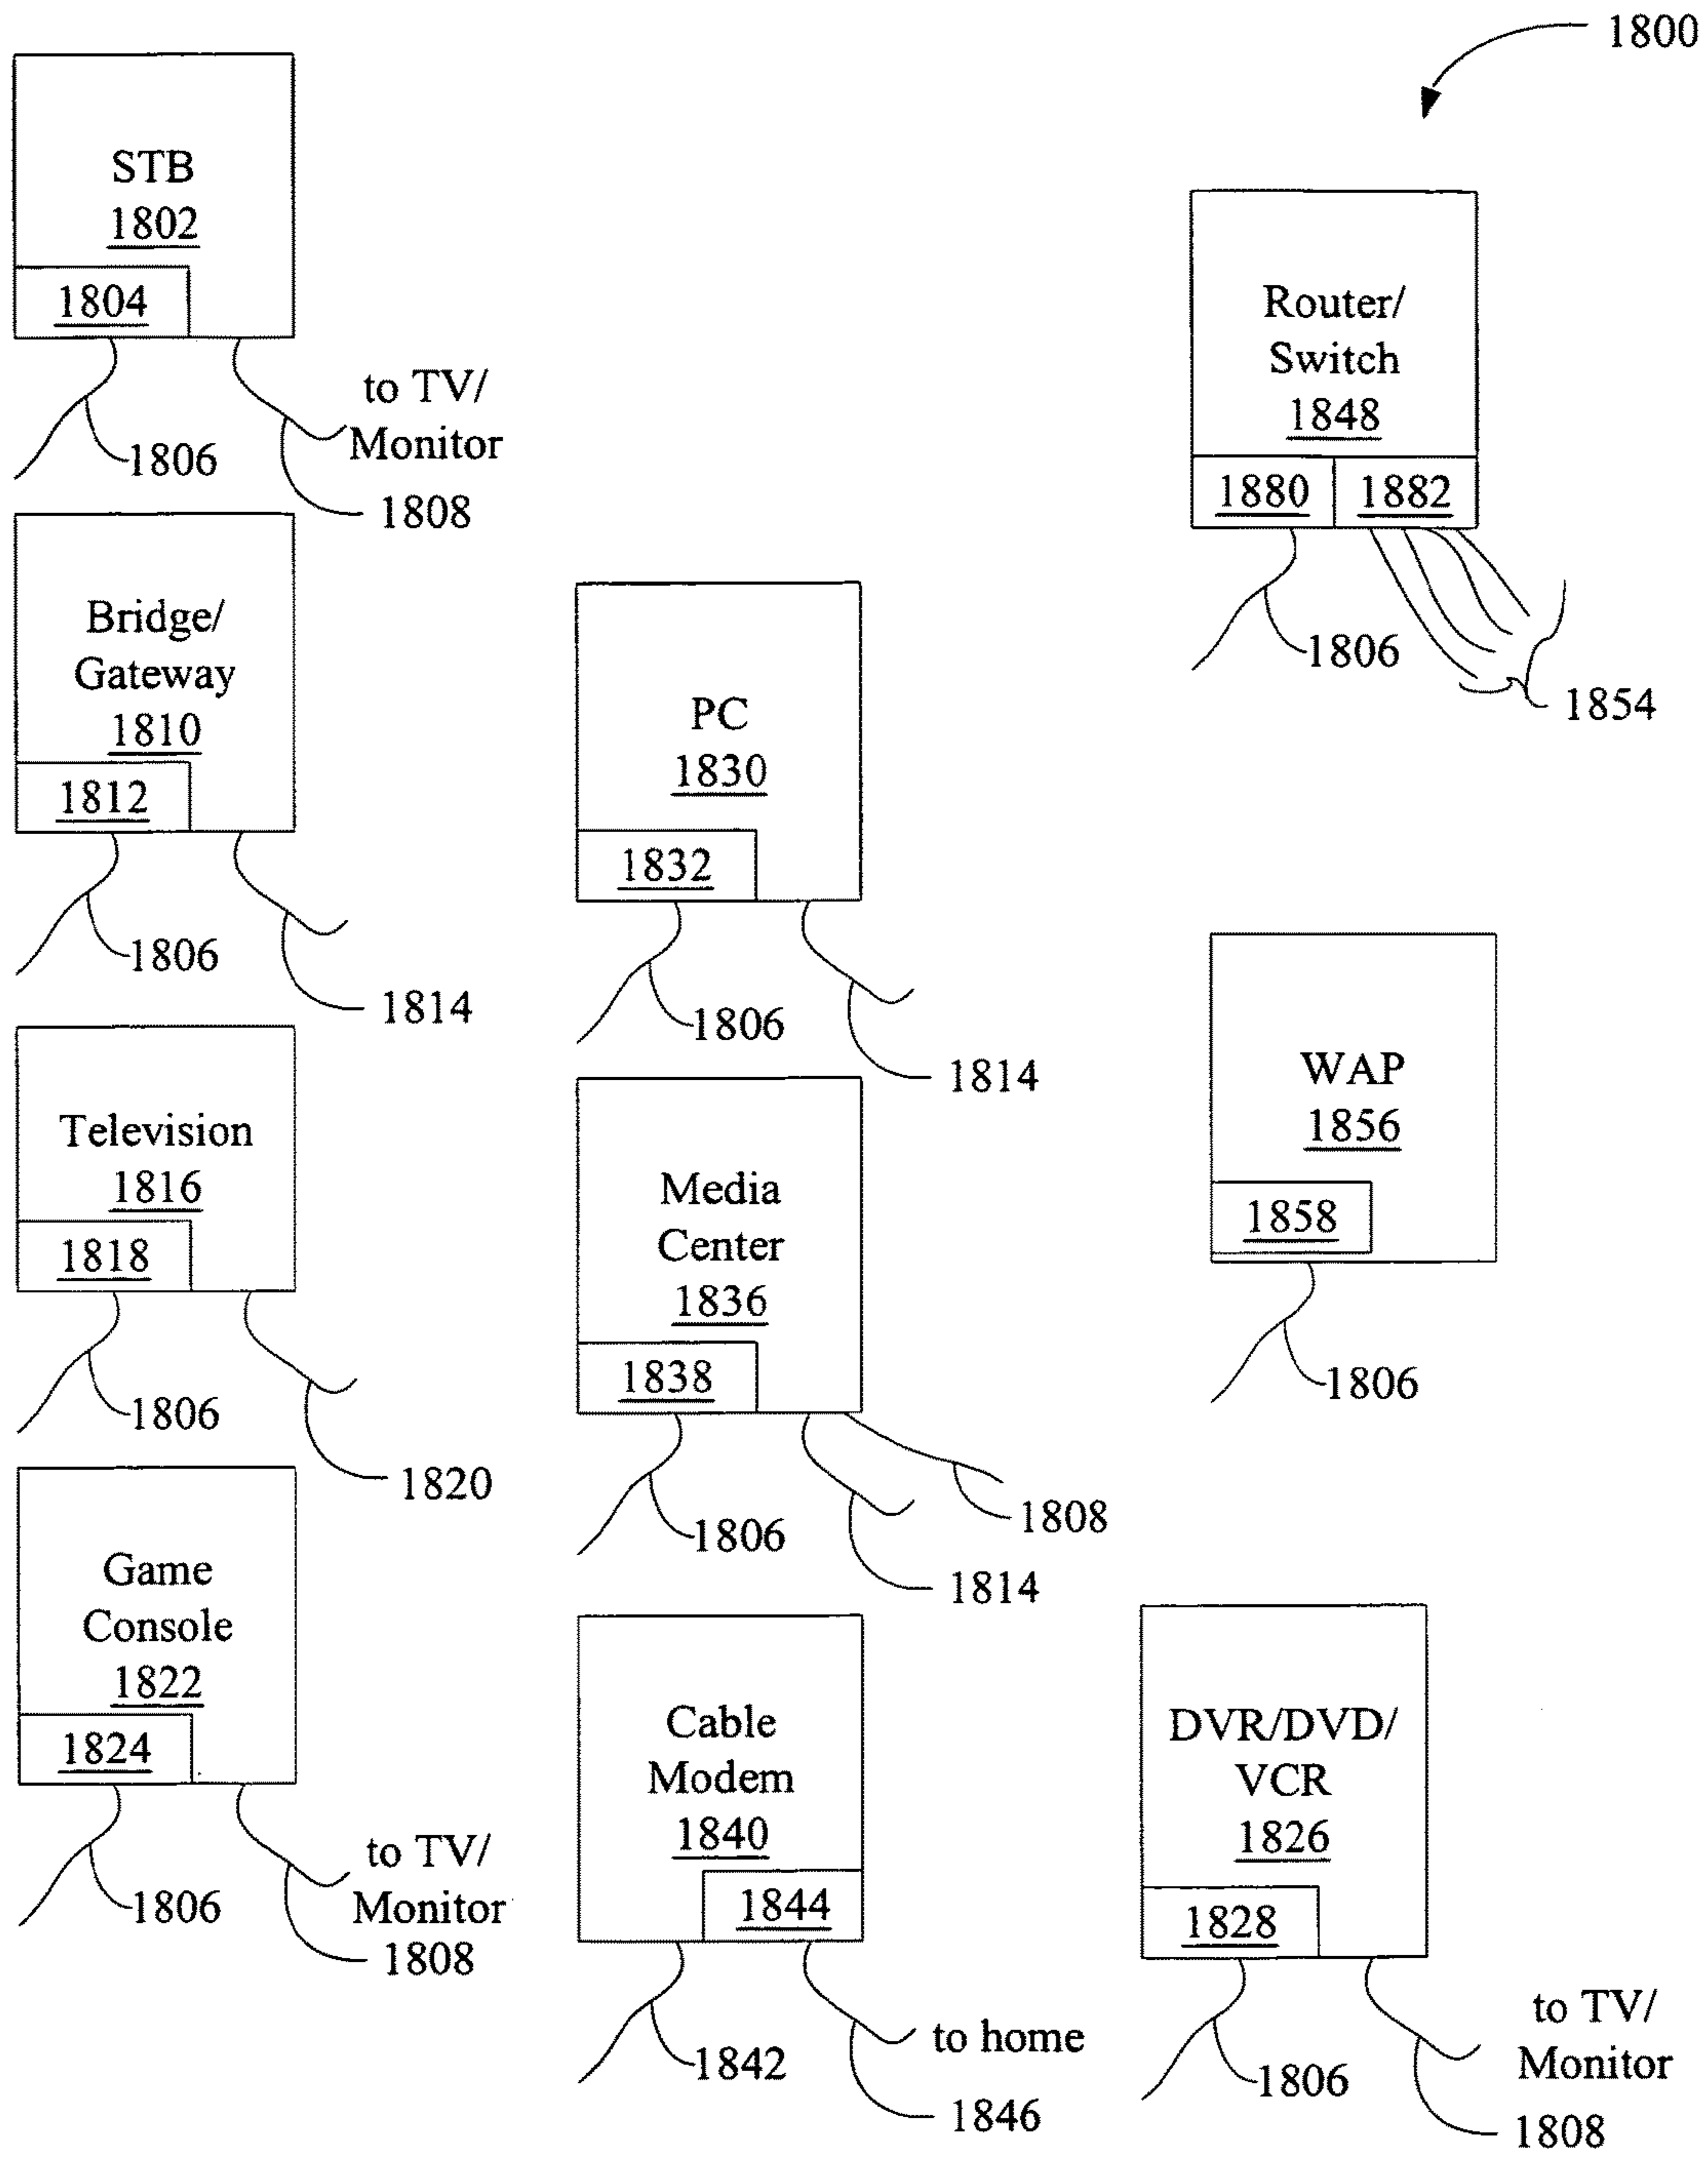 1800
STB
1802
1804
to TV/
Monitor
1806
1808
Bridge/
Gateway
1810
1812
1806
1814
Television
1816
1818
1806
1820
Game
Console
1822
1824
to TV/
Monitor
1806
1808
PC
1830
1832
1806
1814
Media
Center
1836
1838
1806
1808
1814
Cable
Modem
1840
1844
to home
1842
1846
Router/
Switch
1848
1880 1882
1806
1854
WAP
1856
1858
1806
DVR/DVD/
VCR
1826
1828
to TV/
Monitor
1806
1808